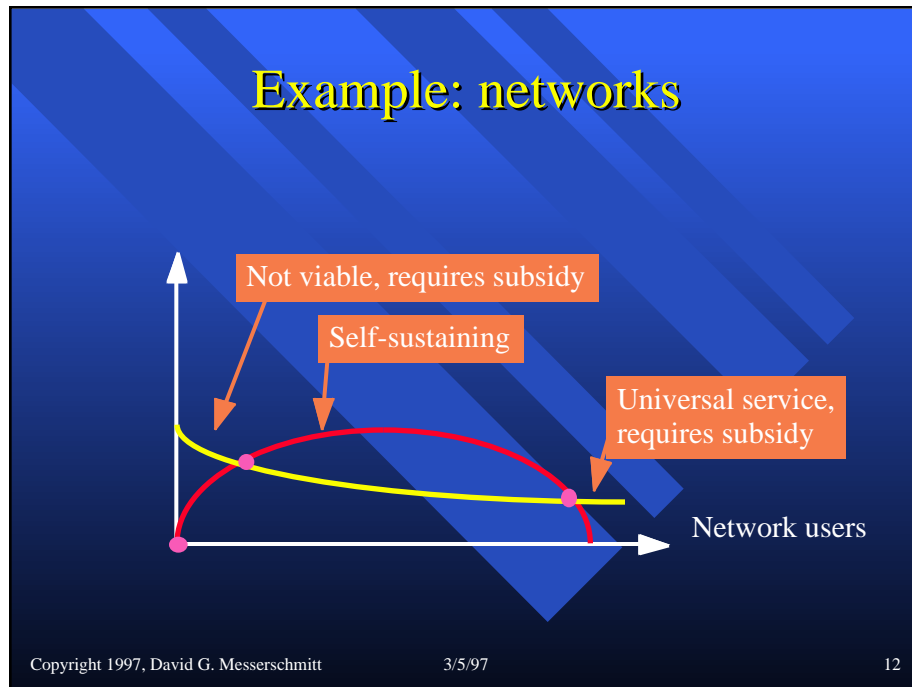 Example: networks
Not viable, requires subsidy
Self-sustaining
Universal service,
requires subsidy
Network users
Copyright 1997, David G. Messerschmitt
3/5/97
12